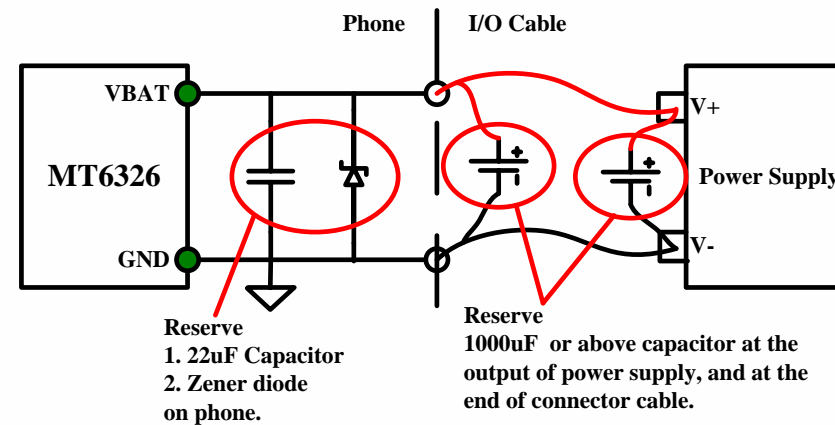 Phone
I/O Cable
VBAT
V+
MT6326
Power Supply
GND
V-
Reserve
1. 22uF Capacitor
2. Zener diode
on phone.
Reserve
1000uF or above capacitor at the
output of power supply, and at the
end of connector cable.